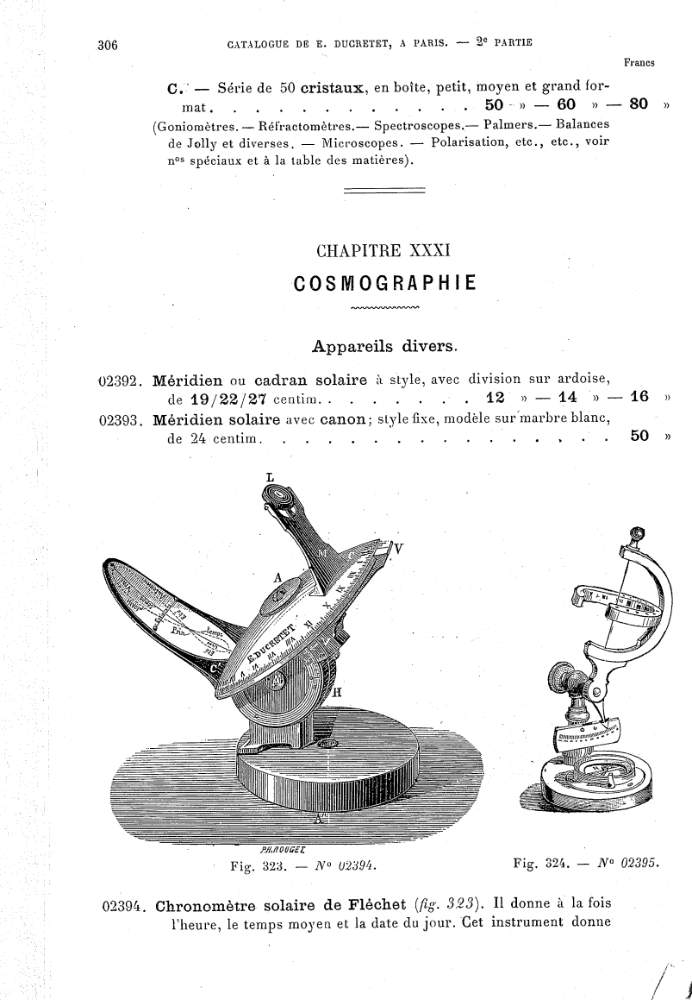 306 CATALOGUE DE E. DUCRETET, A PARIS. — 2e PARTIE
Francs
C. — Série de 50 cristaux, en boîte, petit, moyen et grand for-
mat. . . . . . . . . . . . . 50 » — 60 » — 80 »
(Goniomètres. — Réfractomètres. — Spectroscopes. — Palmers. — Balances
de Jolly et diverses. — Microscopes. — Polarisation, etc., etc., voir
nos spéciaux et à la table des matières).
CHAPITRE XXXI
COSMOGRAPHIE
Appareils divers.
02392. Méridien ou cadran solaire à style, avec division sur ardoise,
de 19/22/27 centim. . . . . . . . . 12 » — 14 » — 16 »
02393. Méridien solaire avec canon; style fixe, modèle sur marbre blanc,
de 24 centim. . . . . . . . . . . . . . . . . 50 »
L
M
V
A
E. DUCRETET
XI
X
IX
C
A
H
A
PH. ROUGET
Fig. 323. — No 02394.
Fig. 324. — No 02395.
02394. Chronomètre solaire de Fléchet (fig. 323). Il donne à la fois
l'heure, le temps moyen et la date du jour. Cet instrument donne